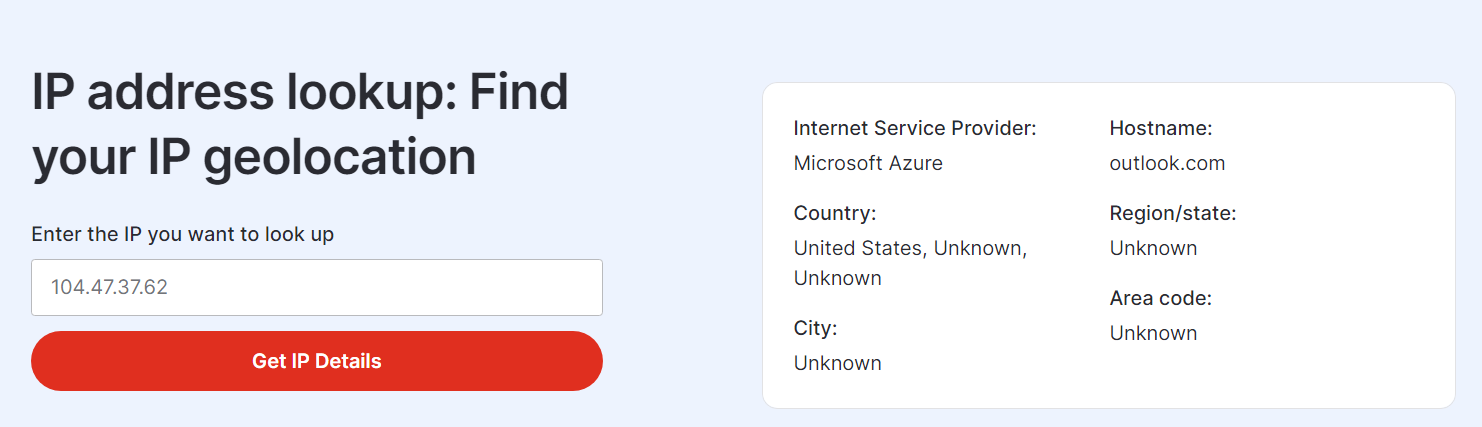 IP address lookup: Find
your IP geolocation
Enter the IP you want to look up
104.47.37.62
Get IP Details
Internet Service Provider:
Microsoft Azure
Country:
United States, Unknown,
Unknown
City:
Unknown
Hostname:
outlook.com
Region/state:
Unknown
Area code:
Unknown